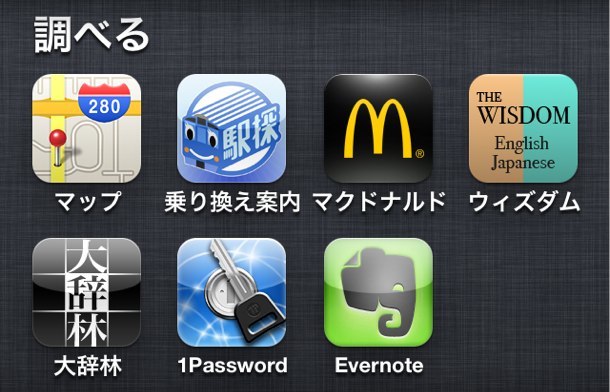 調べる
280
駅探
®
THE
WISDOM
English
Japanese
マップ
乗り換え案内
マクドナルド
ウィズダム
大
辞
林
大辞林
1Password
Evernote